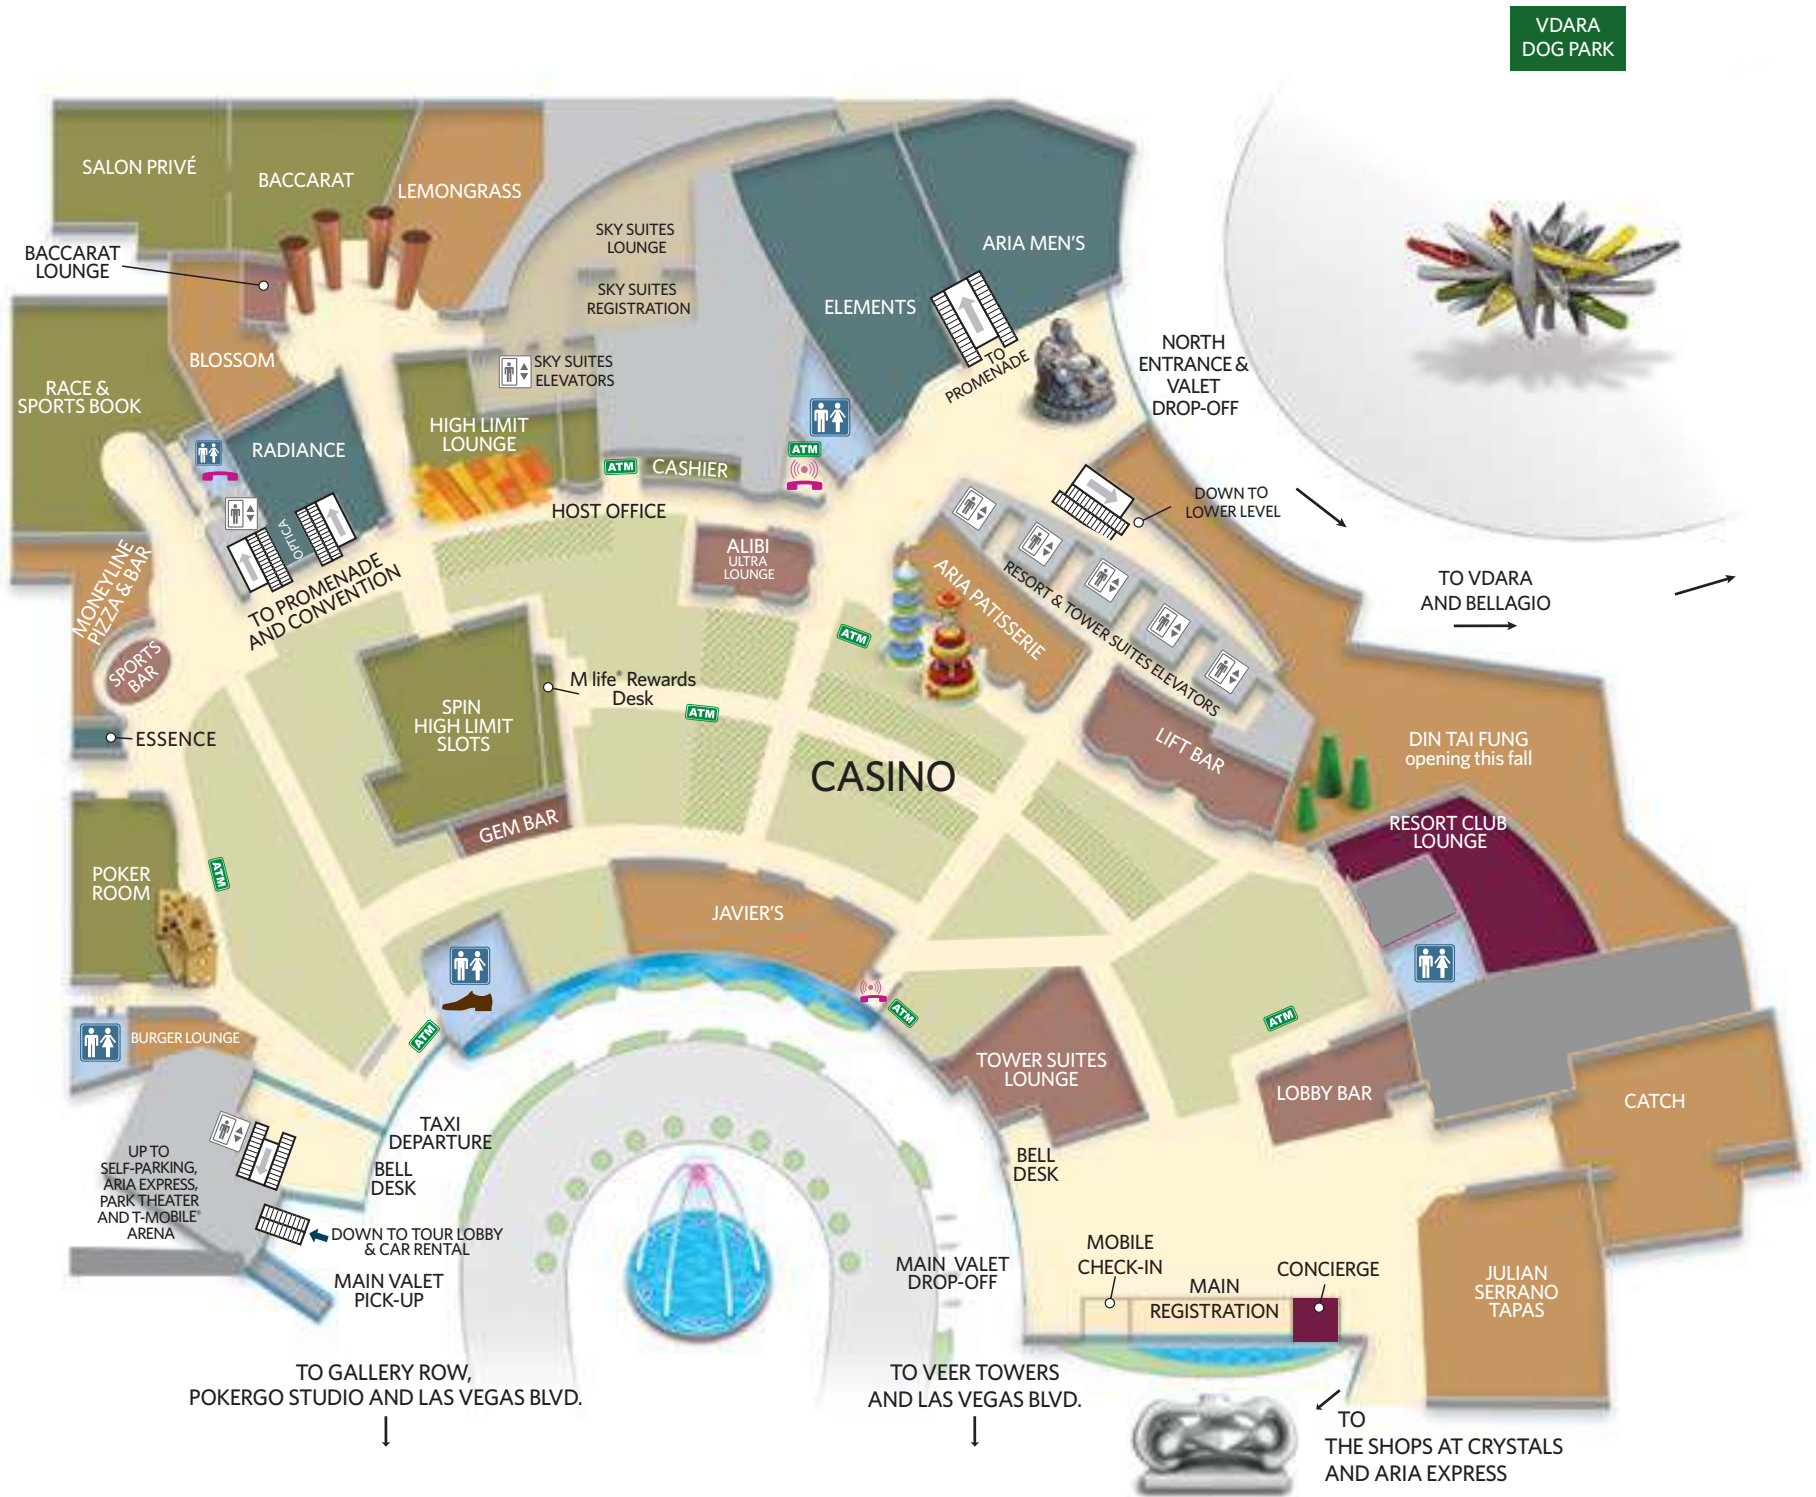 VDARA
DOG PARK
SALON PRIVÉ
BACCARAT
LEMONGRASS
BACCARAT
LOUNGE
SKY SUITES
LOUNGE
SKY SUITES
REGISTRATION
ARIA MEN'S
ELEMENTS
TO
PROMENADE
NORTH
ENTRANCE &
VALET
DROP-OFF
BLOSSOM
SKY SUITES
ELEVATORS
RACE &
SPORTS BOOK
RADIANCE
HIGH LIMIT
LOUNGE
ATM
CASHIER
ATM
HOST OFFICE
OPTICA
TO PROMENADE
AND CONVENTION
DOWN TO
LOWER LEVEL
ALIBI
ULTRA
LOUNGE
MONEYLINE
PIZZA & BAR
SPORTS
BAR
ARIA PATISSERIE
RESORT & TOWER SUITES ELEVATORS
TO VDARA
AND BELLAGIO
ATM
M life® Rewards
Desk
ATM
SPIN
HIGH LIMIT
SLOTS
ESSENCE
CASINO
LIFT BAR
DIN TAI FUNG
opening this fall
GEM BAR
RESORT CLUB
LOUNGE
POKER
ROOM
ATM
JAVIER'S
ATM
ATM
ATM
BURGER LOUNGE
TOWER SUITES
LOUNGE
LOBBY BAR
CATCH
TAXI
DEPARTURE
BELL
DESK
BELL
DESK
UP TO
SELF-PARKING,
ARIA EXPRESS,
PARK THEATER
AND T-MOBILE®
ARENA
DOWN TO TOUR LOBBY
& CAR RENTAL
MAIN VALET
PICK-UP
MAIN VALET
DROP-OFF
MOBILE
CHECK-IN
MAIN
REGISTRATION
CONCIERGE
JULIAN
SERRANO
TAPAS
TO GALLERY ROW,
POKERGO STUDIO AND LAS VEGAS BLVD.
TO VEER TOWERS
AND LAS VEGAS BLVD.
TO
THE SHOPS AT CRYSTALS
AND ARIA EXPRESS